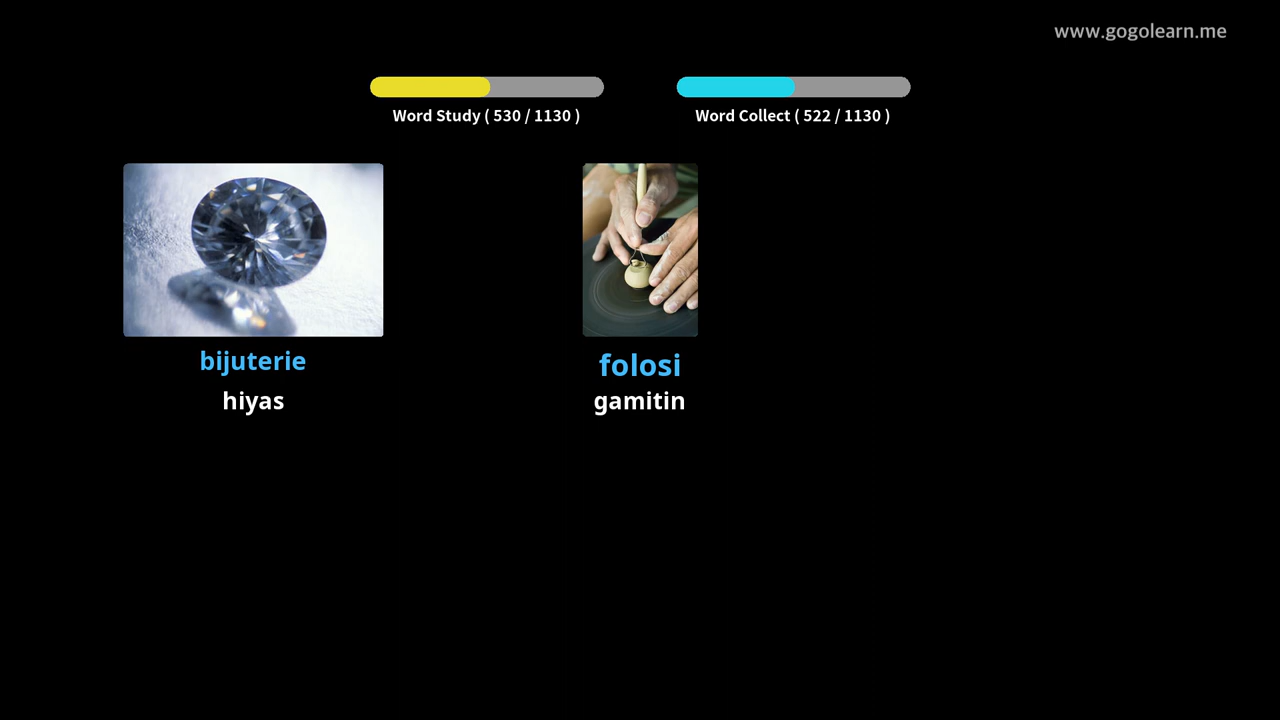 www.gogolearn.me
Word Study ( 530 / 1130 )
Word Collect ( 522 / 1130 )
bijuterie
hiyas
folosi
gamitin